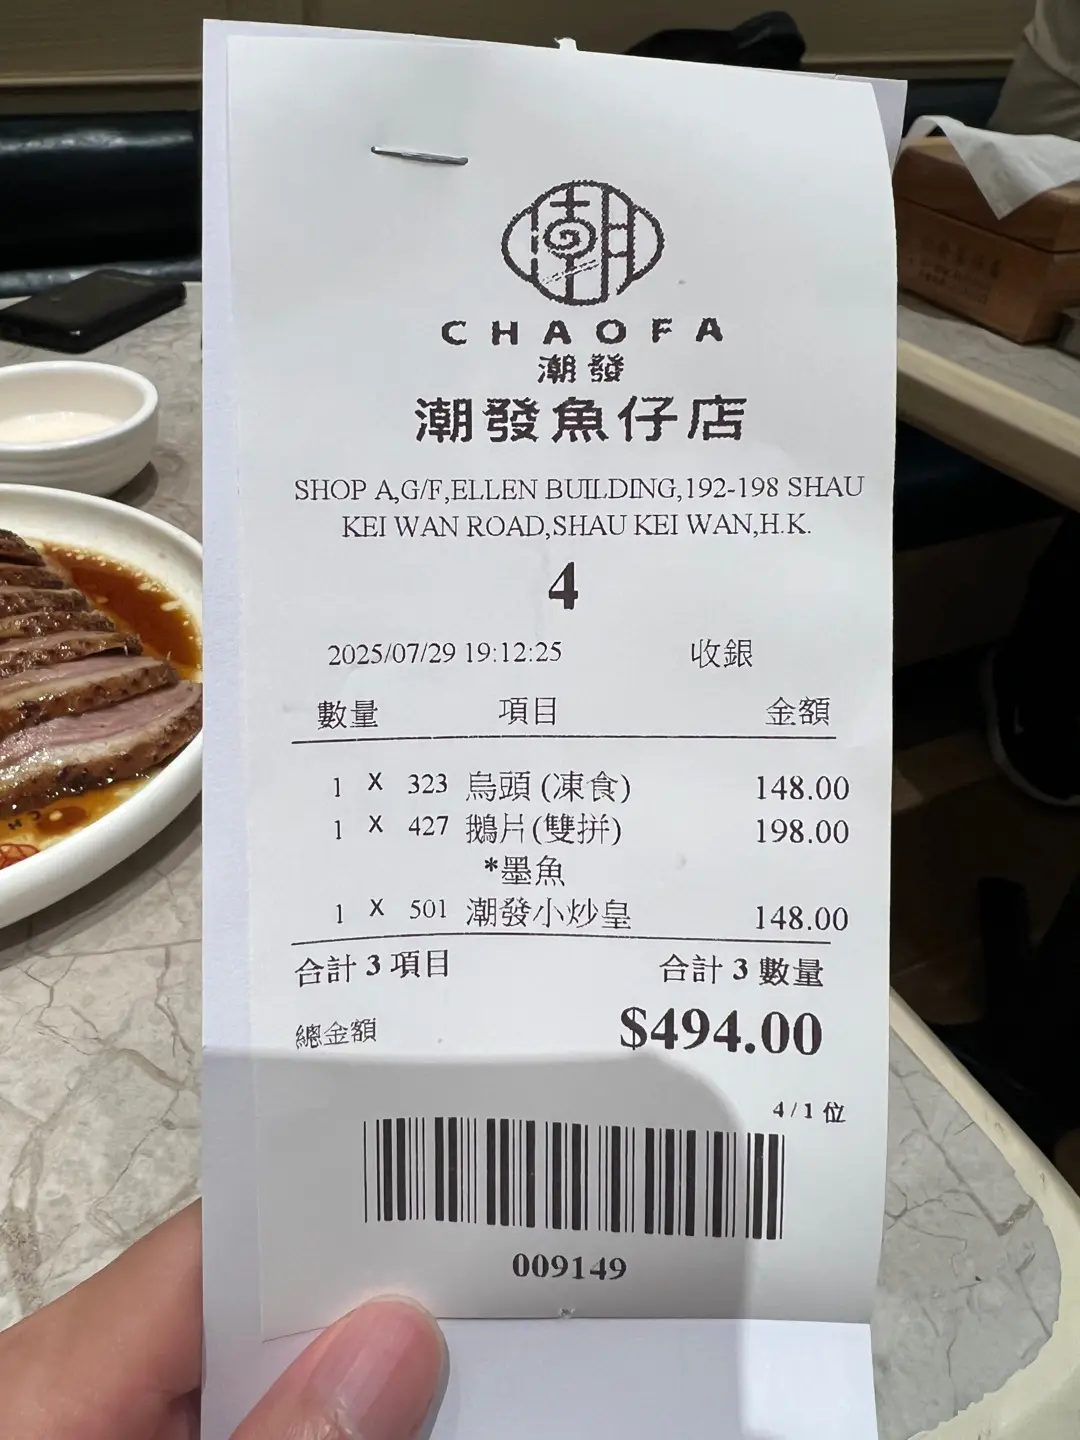 潮
CHAOFA
潮發
潮發魚仔店
SHOP A,G/F,ELLEN BUILDING,192-198 SHAU
KEI WAN ROAD,SHAU KEI WAN,H.K.
4
2025/07/29 19:12:25 收銀
數量 項目 金額
1 X 323 烏頭(凍食) 148.00
1 X 427 鵝片(雙拼) 198.00
*墨魚
1 X 501 潮發小炒皇 148.00
合計 3 項目 合計 3 數量
總金額 $494.00
4 / 1 位
009149